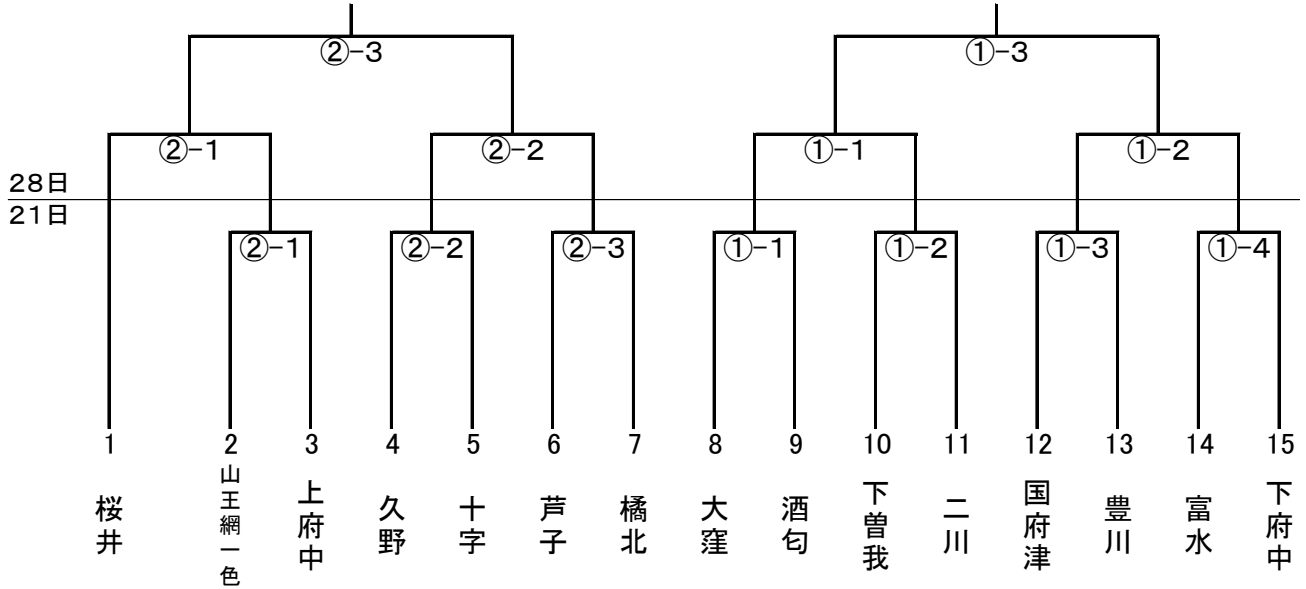 ②-3 ①-3
②-1 ②-2 ①-1 ①-2
28日
21日
②-1 ②-2 ②-3 ①-1 ①-2 ①-3 ①-4
1 2 3 4 5 6 7 8 9 10 11 12 13 14 15
桜井
山王網一色
上府中
久野
十字
芦子
橘北
大窪
酒匂
下曽我
二川
国府津
豊川
富水
下府中